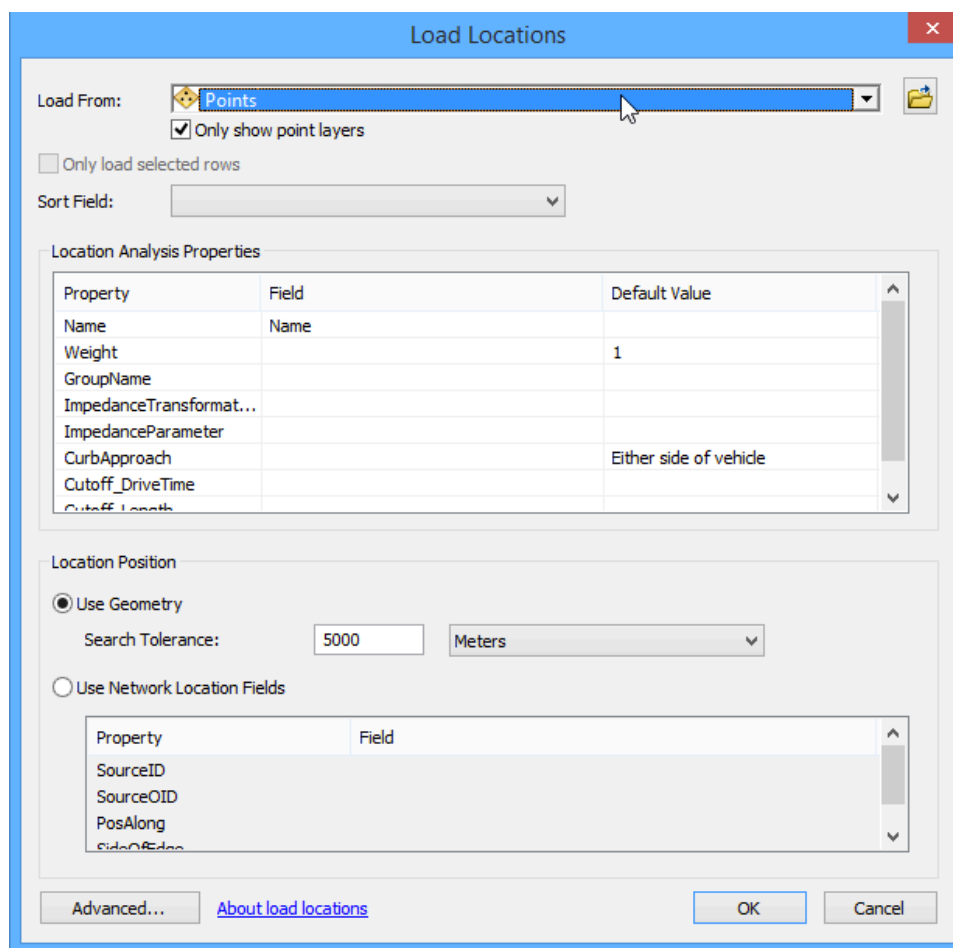 Load Locations
Load From: Points
Only show point layers
Only load selected rows
Sort Field:
Location Analysis Properties
Property Field Default Value
Name Name
Weight 1
GroupName
ImpedanceTransformat...
ImpedanceParameter
CurbApproach Either side of vehicle
Cutoff_DriveTime
Cutoff_Length
Location Position
Use Geometry
Search Tolerance: 5000 Meters
Use Network Location Fields
Property Field
SourceID
SourceOID
PosAlong
SideOfEdge
Advanced... About load locations OK Cancel